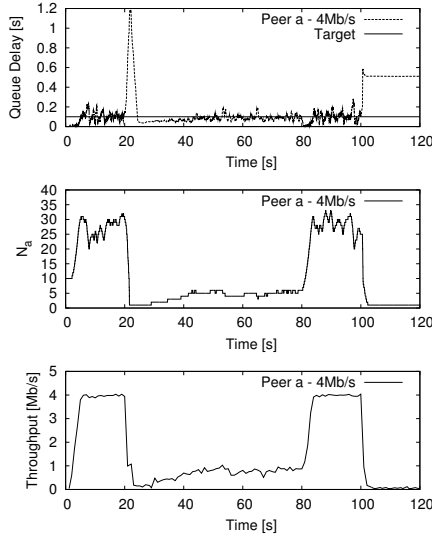 Queue Delay [s]
1.2
1
0.8
0.6
0.4
0.2
0
Peer a - 4Mb/s
Target
0 20 40 60 80 100 120
Time [s]
Na
40
35
30
25
20
15
10
5
0
Peer a - 4Mb/s
0 20 40 60 80 100 120
Time [s]
Throughput [Mb/s]
5
4
3
2
1
0
Peer a - 4Mb/s
0 20 40 60 80 100 120
Time [s]